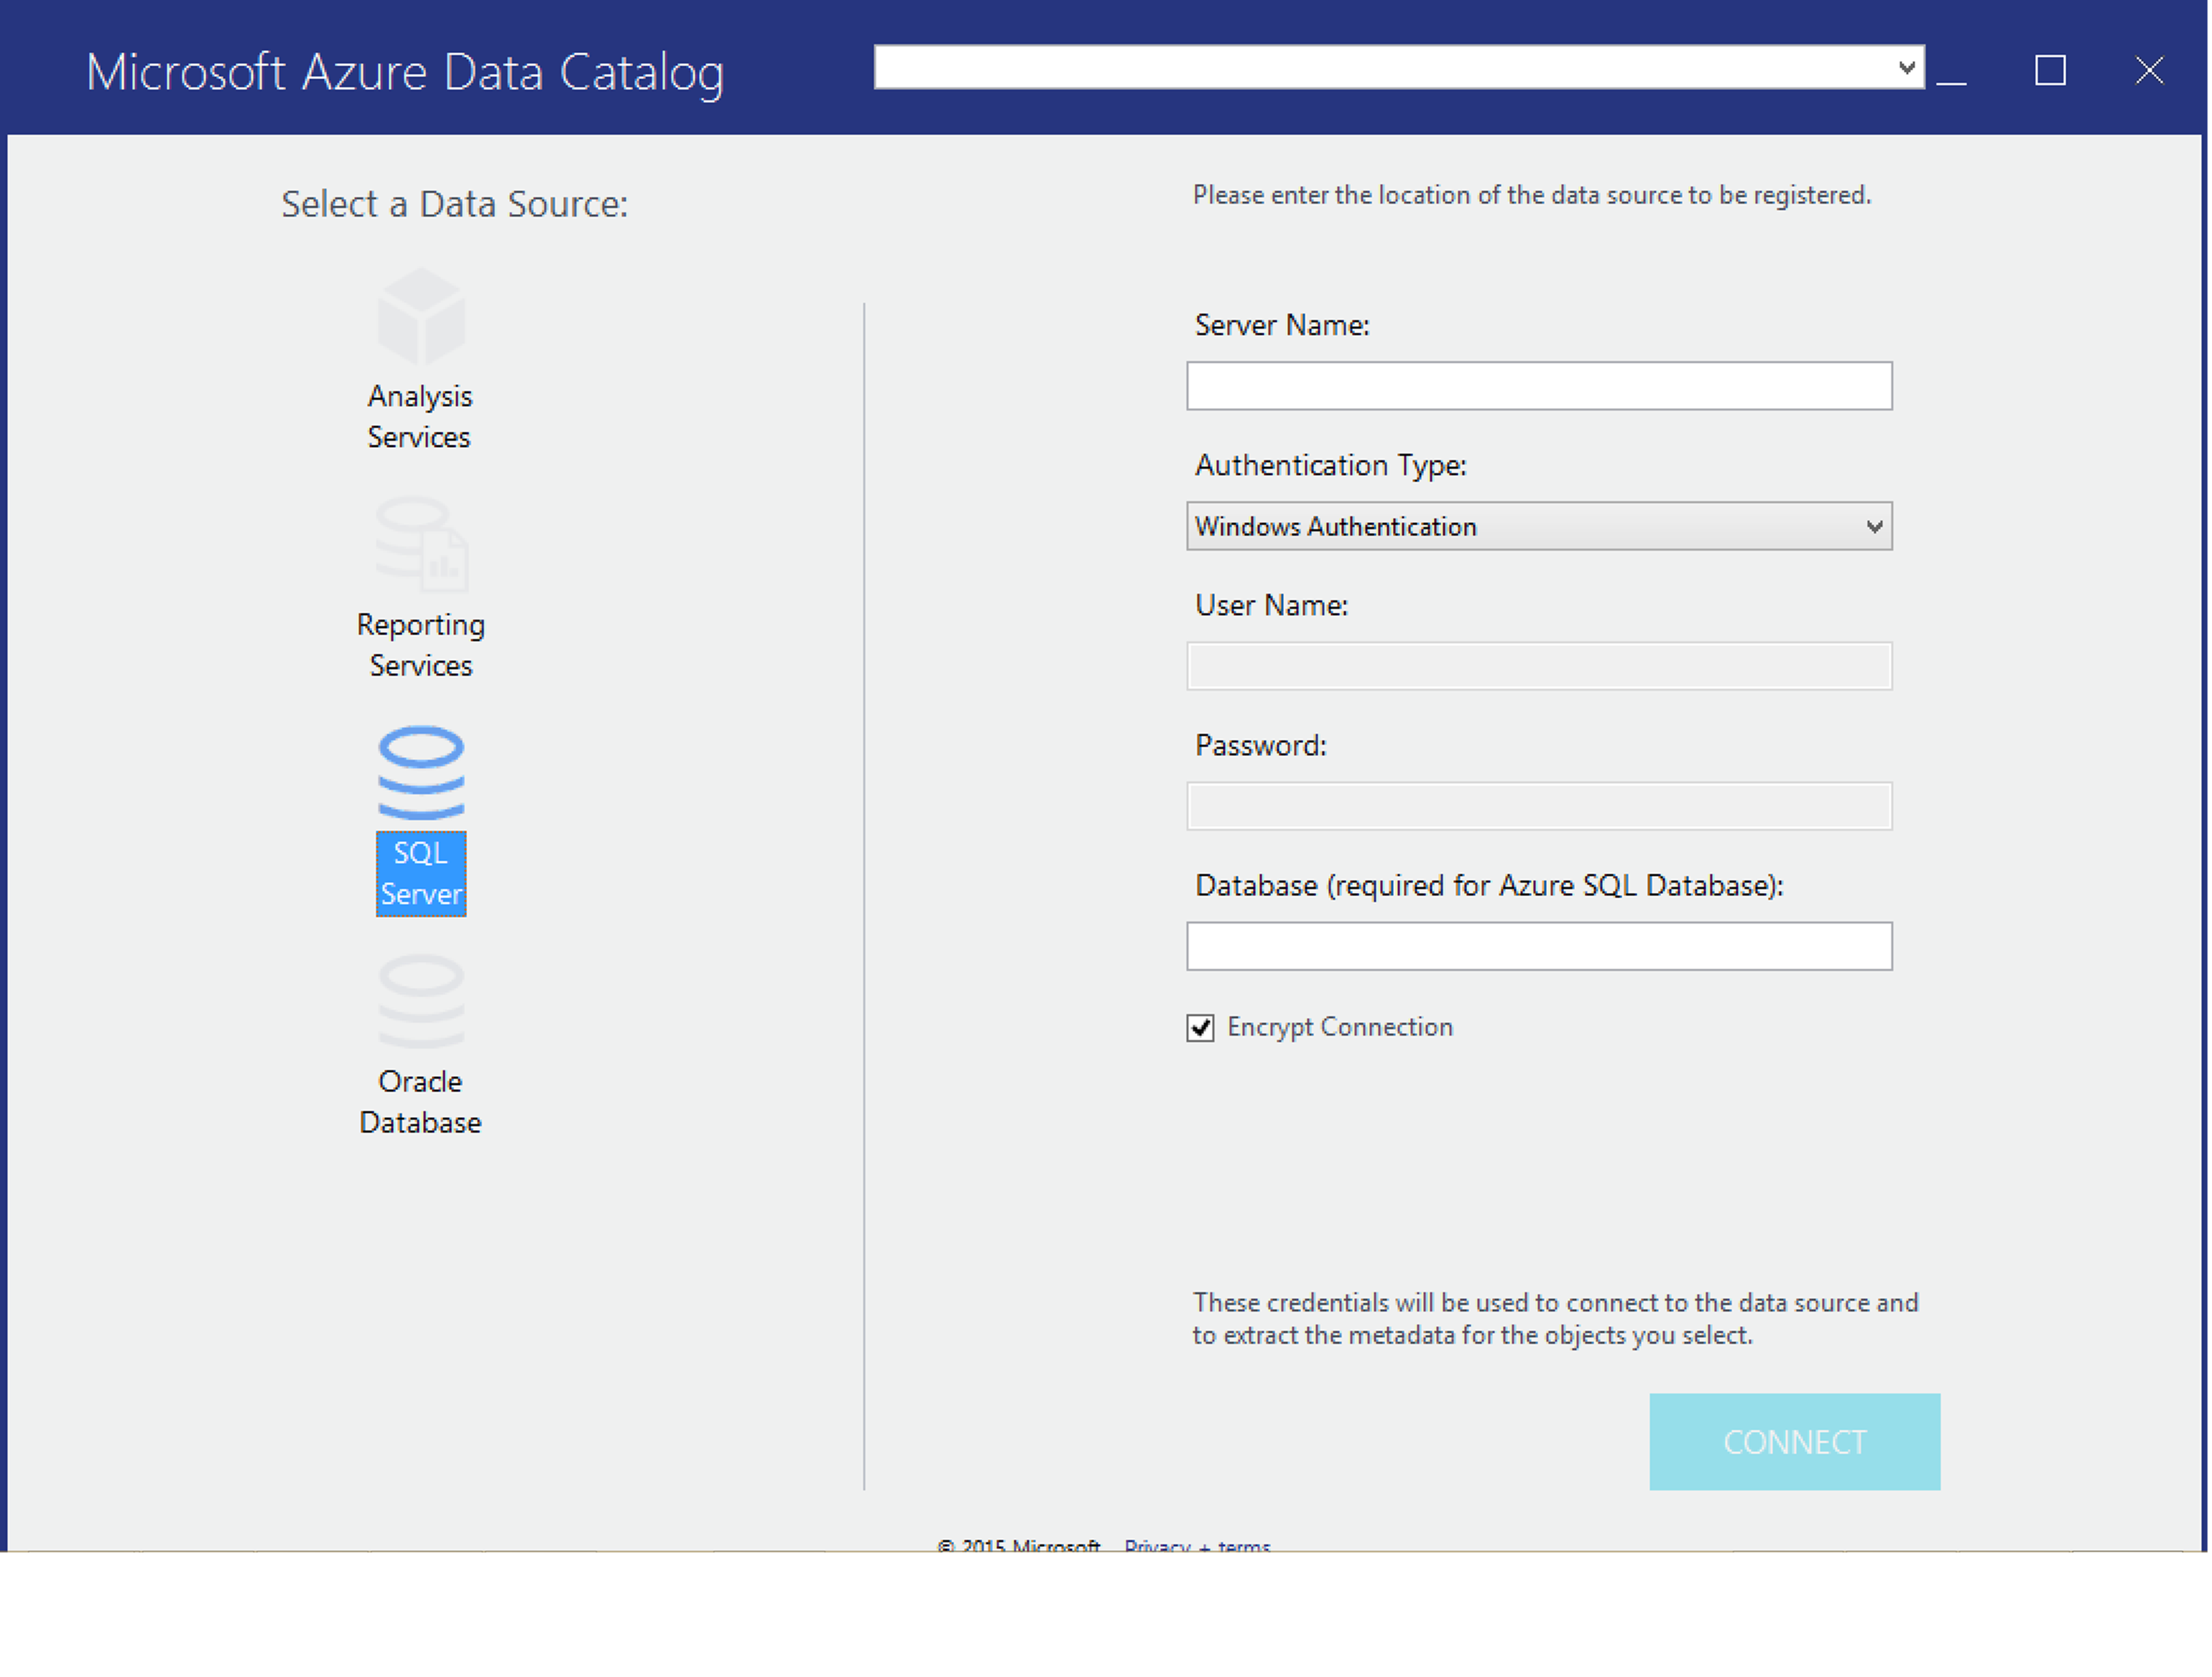 Microsoft Azure Data Catalog
Select a Data Source:
Analysis
Services
Reporting
Services
SQL
Server
Oracle
Database
Please enter the location of the data source to be registered.
Server Name:
Authentication Type:
Windows Authentication
User Name:
Password:
Database (required for Azure SQL Database):
Encrypt Connection
These credentials will be used to connect to the data source and
to extract the metadata for the objects you select.
CONNECT
© 2015 Microsoft Privacy + terms